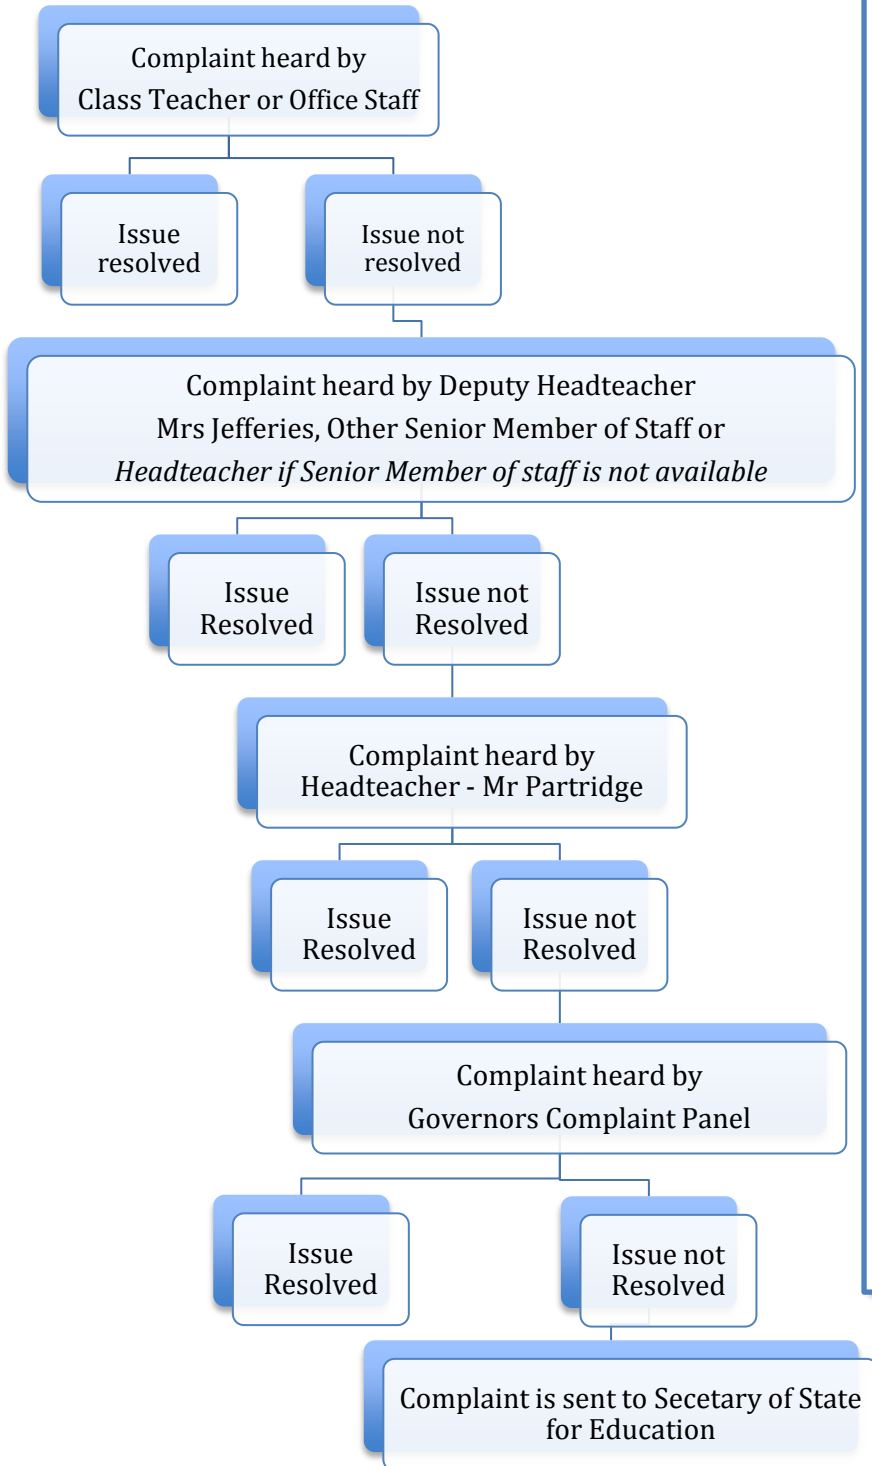 Complaint heard by
Class Teacher or Office Staff
Issue
resolved
Issue not
resolved
Complaint heard by Deputy Headteacher
Mrs Jefferies, Other Senior Member of Staff or
Headteacher if Senior Member of staff is not available
Issue
Resolved
Issue not
Resolved
Complaint heard by
Headteacher - Mr Partridge
Issue
Resolved
Issue not
Resolved
Complaint heard by
Governors Complaint Panel
Issue
Resolved
Issue not
Resolved
Complaint is sent to Secetary of State
for Education